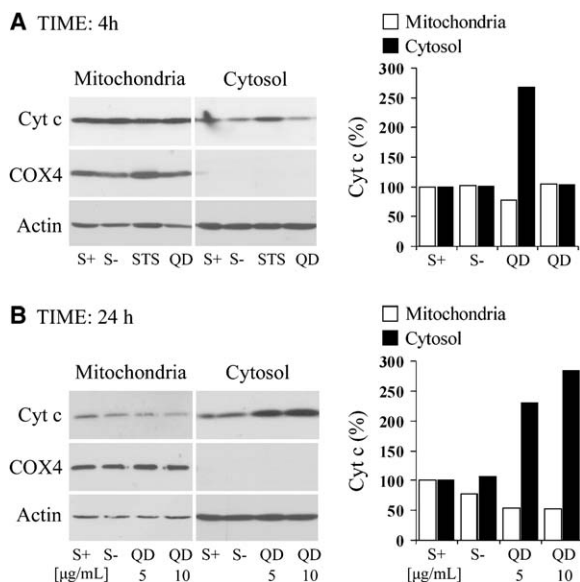 A TIME: 4h
Mitochondria Cytosol
Cyt c
COX4
Actin
S+ S- STS QD S+ S- STS QD
Mitochondria
Cytosol
Cyt c (%)
300
250
200
150
100
50
0
S+ S- QD QD
B TIME: 24 h
Mitochondria Cytosol
Cyt c
COX4
Actin
S+ S- QD QD S+ S- QD QD
[µg/mL] 5 10 5 10
Mitochondria
Cytosol
Cyt c (%)
300
250
200
150
100
50
0
S+ S- QD QD
5 10